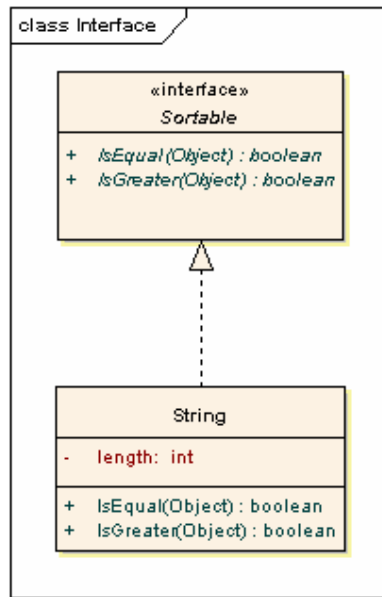 class Interface
«interface»
Sortable
+ IsEqual(Object) : boolean
+ IsGreater(Object) : boolean
String
- length: int
+ IsEqual(Object) : boolean
+ IsGreater(Object) : boolean